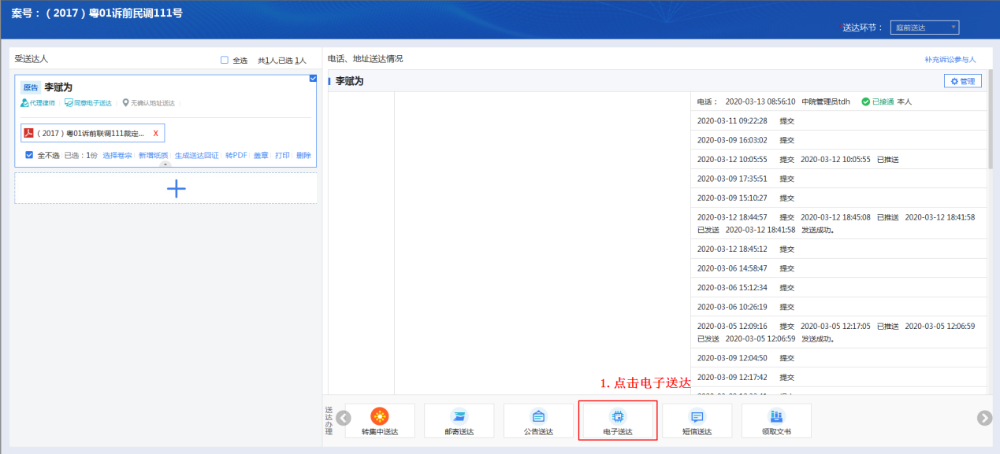 案号：（2017）粤01诉前民调111号
*送达环节： 庭前送达
受送达人
全选 共1人,已选 1人
原告 李赋为
代理律师 同意电子送达 无确认地址送达
（2017）粤01诉前联调111裁定... X
全不选 已选：1份 选择卷宗 新增纸质 生成送达回证 转PDF 盖章 打印 删除
电话、地址送达情况
补充诉讼参与人
李赋为
管理
电话： 2020-03-13 08:56:10 中院管理员tdh 已接通 本人
2020-03-11 09:22:28 提交
2020-03-09 16:03:02 提交
2020-03-12 10:05:55 提交 2020-03-12 10:05:55 已推送
2020-03-09 17:35:51 提交
2020-03-09 15:10:27 提交
2020-03-12 18:44:57 提交 2020-03-12 18:45:08 已推送 2020-03-12 18:41:58
已发送 2020-03-12 18:41:58 发送成功。
2020-03-12 18:45:12 提交
2020-03-06 14:58:47 提交
2020-03-06 15:12:34 提交
2020-03-06 10:26:19 提交
2020-03-05 12:09:16 提交 2020-03-05 12:17:05 已推送 2020-03-05 12:06:59
已发送 2020-03-05 12:06:59 发送成功。
2020-03-09 12:04:50 提交
2020-03-09 12:17:42 提交
1. 点击电子送达
送达办理
转集中送达
邮寄送达
公告送达
电子送达
短信送达
领取文书